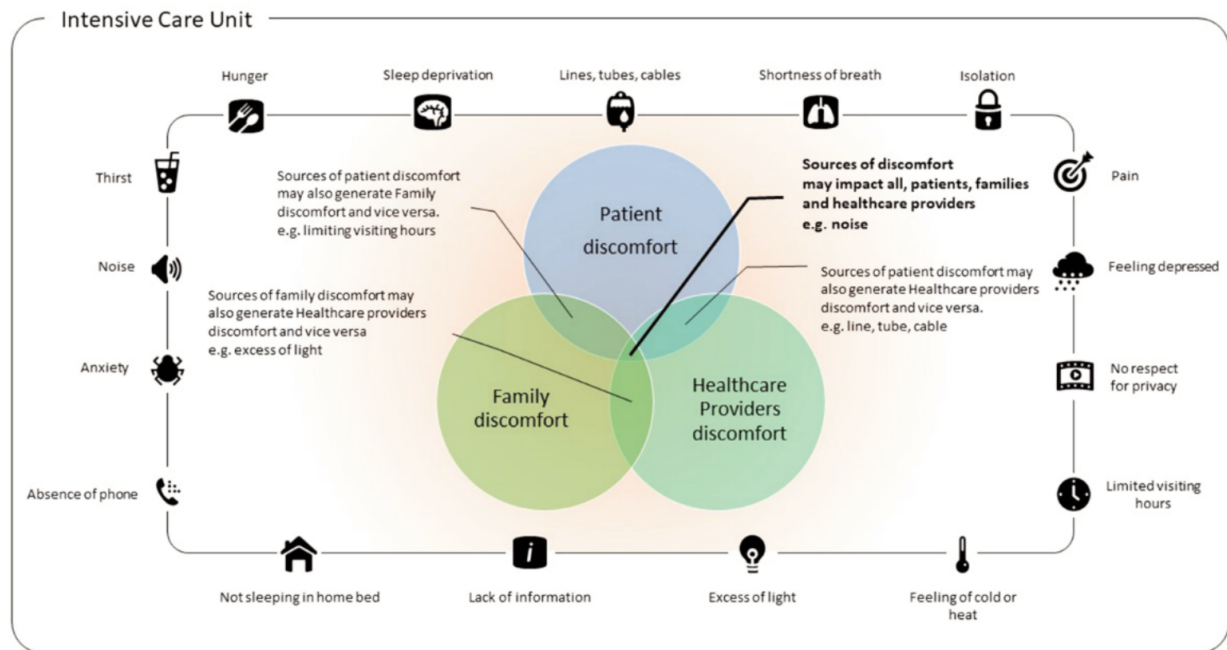 Intensive Care Unit
Hunger
Sleep deprivation
Lines, tubes, cables
Shortness of breath
Isolation
Thirst
Noise
Anxiety
Absence of phone
Sources of patient discomfort
may also generate Family
discomfort and vice versa.
e.g. limiting visiting hours
Sources of family discomfort may
also generate Healthcare providers
discomfort and vice versa
e.g. excess of light
Patient
discomfort
Family
discomfort
Healthcare
Providers
discomfort
Sources of discomfort
may impact all, patients, families
and healthcare providers
e.g. noise
Sources of patient discomfort may
also generate Healthcare providers
discomfort and vice versa.
e.g. line, tube, cable
Pain
Feeling depressed
No respect
for privacy
Limited visiting
hours
Not sleeping in home bed
Lack of information
Excess of light
Feeling of cold or
heat